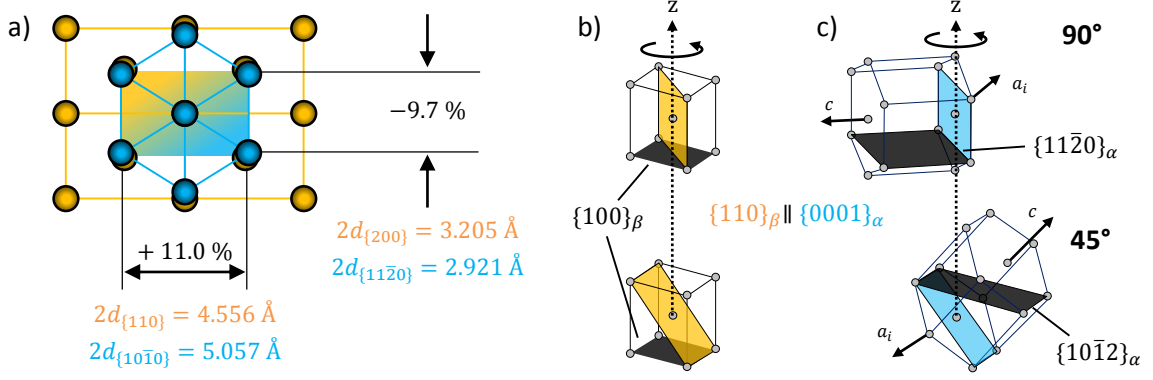 a)
−9.7 %
+ 11.0 %
2d{200} = 3.205 Å
2d{112̄0} = 2.921 Å
2d{110} = 4.556 Å
2d{101̄0} = 5.057 Å
b)
z
{100}β
{110}β ∥ {0001}α
c)
z
90°
aᵢ
c
{112̄0}α
45°
c
aᵢ
{101̄2}α